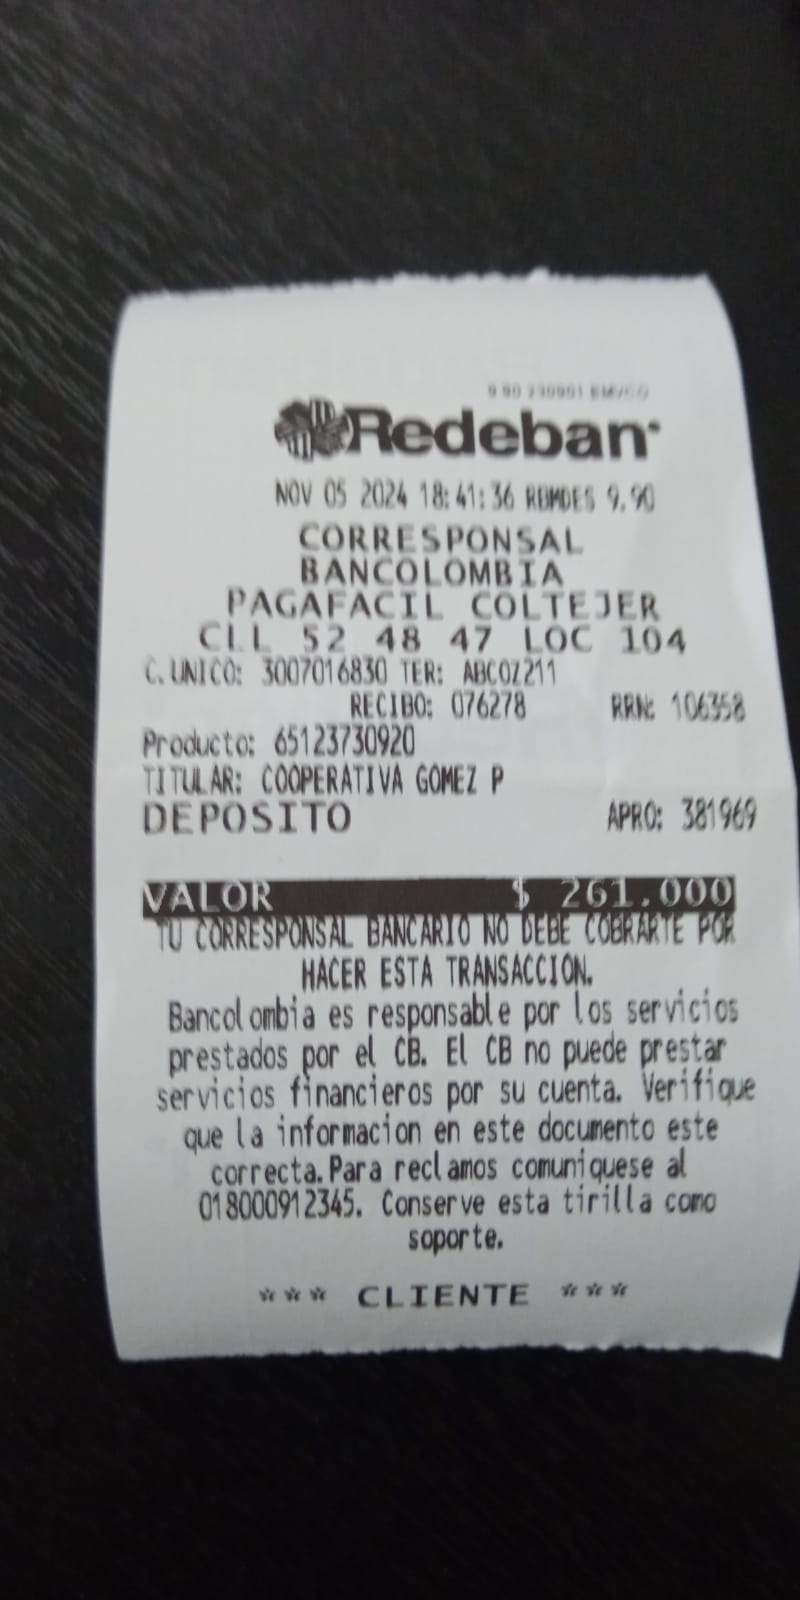 Redeban
NOV 05 2024 18:41:36 RBMDES 9.90
CORRESPONSAL
BANCOLOMBIA
PAGAFACIL COLTEJER
CLL 52 48 47 LOC 104
C.UNICO: 3007016830 TER: ABCOZ211
RECIBO: 076278 RRN: 106358
Producto: 65123730920
TITULAR: COOPERATIVA GOMEZ P
DEPOSITO APRO: 381969
VALOR $ 261.000
TU CORRESPONSAL BANCARIO NO DEBE COBRARTE POR
HACER ESTA TRANSACCION.
Bancolombia es responsable por los servicios
prestados por el CB. El CB no puede prestar
servicios financieros por su cuenta. Verifique
que la informacion en este documento este
correcta.Para reclamos comuniquese al
018000912345. Conserve esta tirilla como
soporte.
*** CLIENTE ***